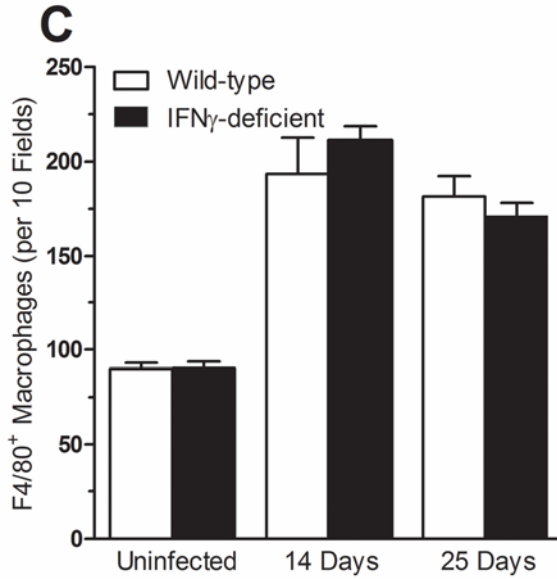 C
250
200
150
100
50
0
F4/80⁺ Macrophages (per 10 Fields)
Wild-type
IFNγ-deficient
Uninfected 14 Days 25 Days